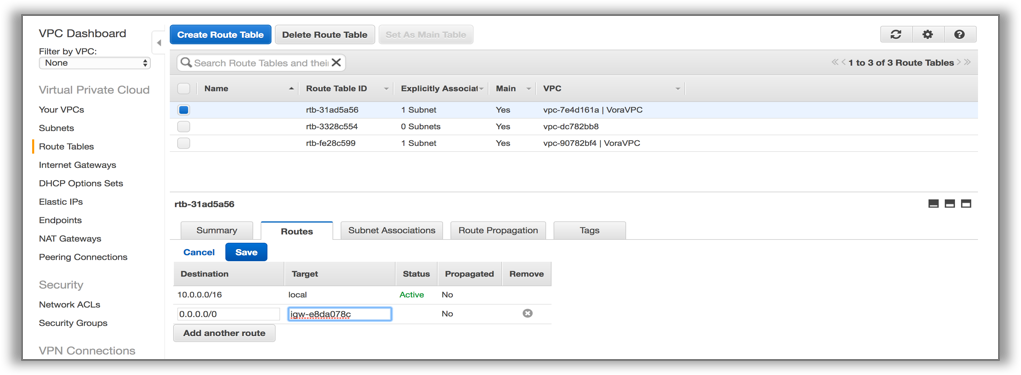 VPC Dashboard
Filter by VPC:
None
Virtual Private Cloud
Your VPCs
Subnets
Route Tables
Internet Gateways
DHCP Options Sets
Elastic IPs
Endpoints
NAT Gateways
Peering Connections
Security
Network ACLs
Security Groups
VPN Connections
Create Route Table Delete Route Table Set As Main Table
Search Route Tables and thei
1 to 3 of 3 Route Tables
Name Route Table ID Explicitly Associat Main VPC
rtb-31ad5a56 1 Subnet Yes vpc-7e4d161a | VoraVPC
rtb-3328c554 0 Subnets Yes vpc-dc782bb8
rtb-fe28c599 1 Subnet Yes vpc-90782bf4 | VoraVPC
rtb-31ad5a56
Summary Routes Subnet Associations Route Propagation Tags
Cancel Save
Destination Target Status Propagated Remove
10.0.0.0/16 local Active No
0.0.0.0/0 igw-e8da078c No
Add another route